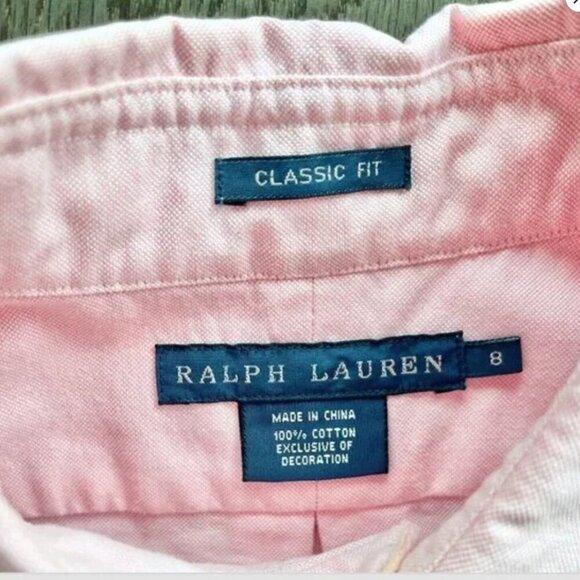 CLASSIC FIT
RALPH LAUREN 8
MADE IN CHINA
100% COTTON
EXCLUSIVE OF
DECORATION